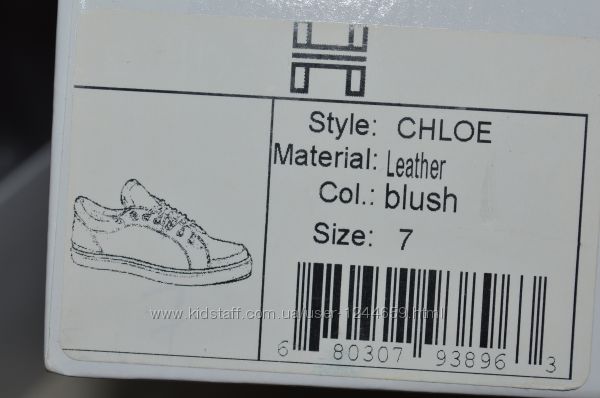 Style: CHLOE
Material: Leather
Col.: blush
Size: 7
www.kidstaff.com.ua/user-1244659.html
6 80307 93896 3